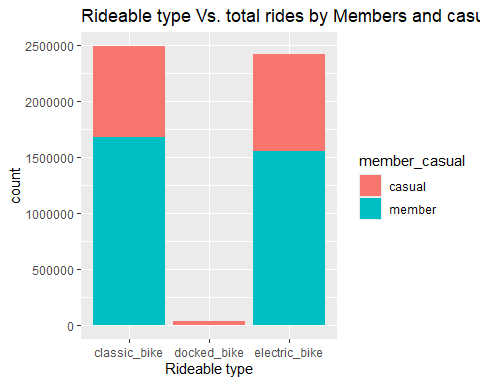 Rideable type Vs. total rides by Members and casu
2500000
2000000
1500000
1000000
500000
0
count
classic_bike docked_bike electric_bike
Rideable type
member_casual
casual
member